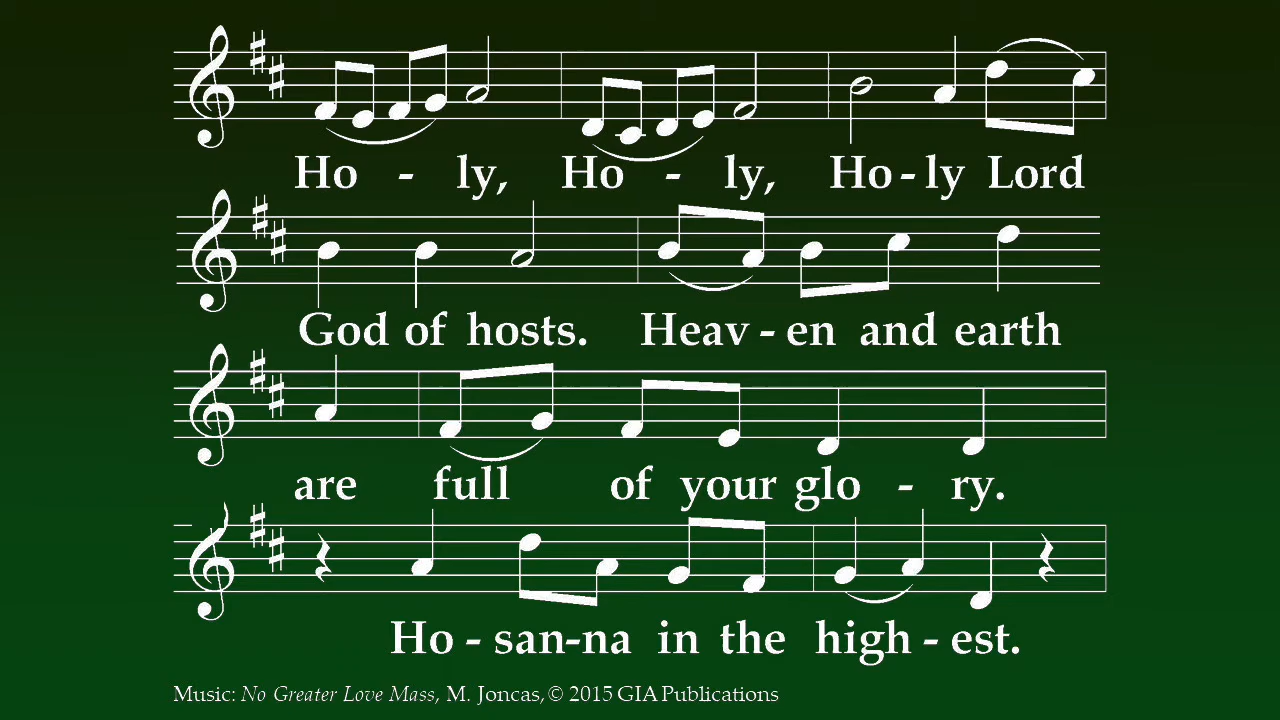 Ho - ly, Ho - ly, Ho - ly Lord
God of hosts. Heav - en and earth
are full of your glo - ry.
Ho - san - na in the high - est.
Music: No Greater Love Mass, M. Joncas, © 2015 GIA Publications